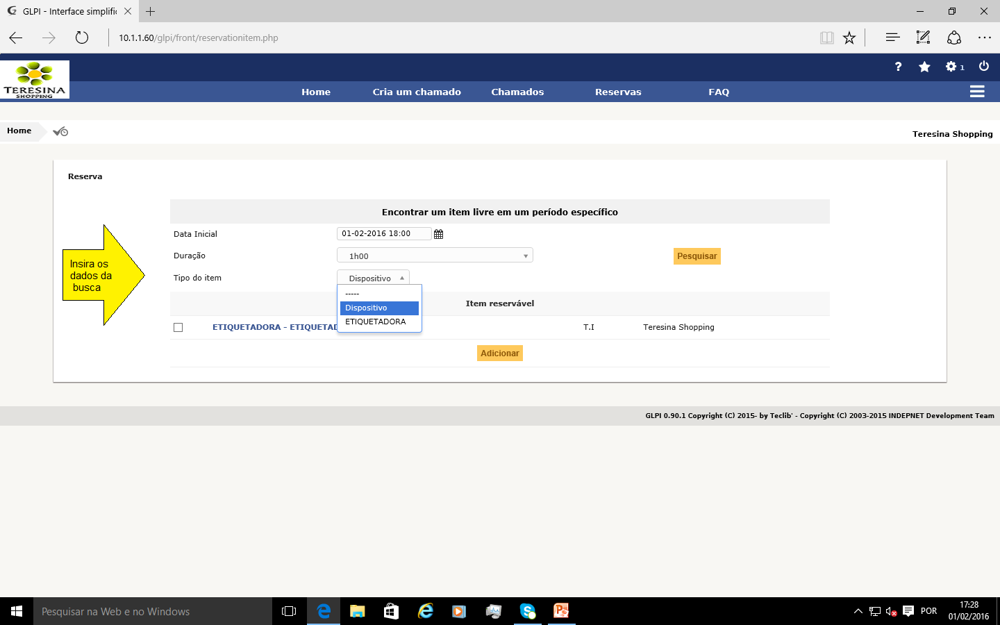 GLPI - Interface simplific
10.1.1.60/glpi/front/reservationitem.php
TERESINA
SHOPPING
? 1
Home Cria um chamado Chamados Reservas FAQ
Home
Teresina Shopping
Reserva
Encontrar um item livre em um período específico
Data Inicial 01-02-2016 18:00
Duração 1h00 Pesquisar
Tipo do item Dispositivo
-----
Dispositivo
ETIQUETADORA
Insira os
dados da
busca
Item reservável
ETIQUETADORA - ETIQUETAD T.I Teresina Shopping
Adicionar
GLPI 0.90.1 Copyright (C) 2015- by Teclib' - Copyright (C) 2003-2015 INDEPNET Development Team
Pesquisar na Web e no Windows
POR
17:28
01/02/2016